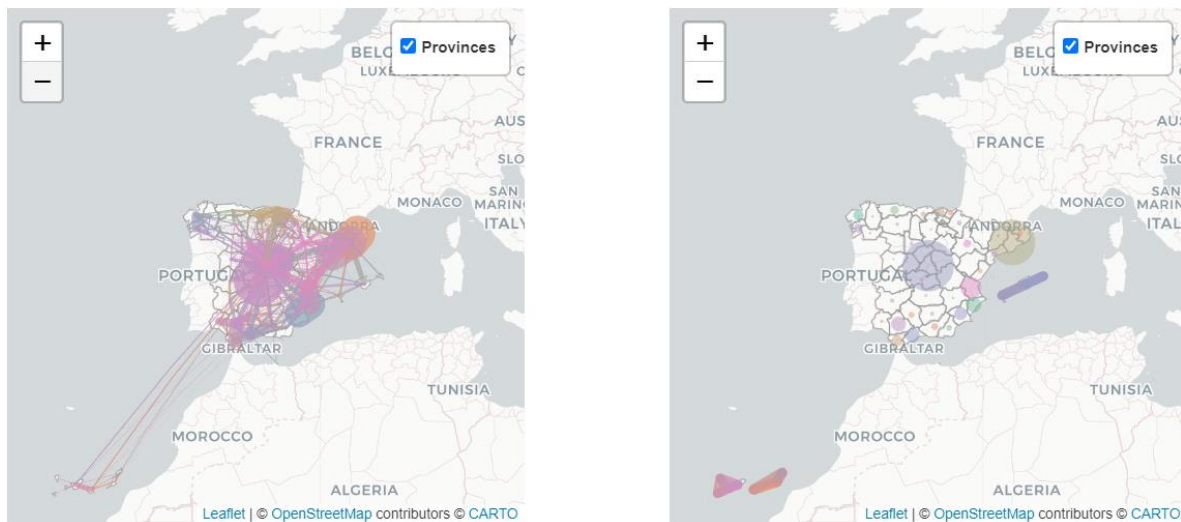 +
−
Provinces
BELG
LUX
FRANCE
AUS
SLO
SAN
MARIN
MONACO
ITALY
ANDORRA
PORTUGAL
GIBRALTAR
TUNISIA
MOROCCO
ALGERIA
Leaflet | © OpenStreetMap contributors © CARTO
+
−
Provinces
BELG
LUXE
FRANCE
AUS
SLO
SAN
MARIN
MONACO
ITAL
ANDORRA
PORTUGAL
GIBRALTAR
TUNISIA
MOROCCO
ALGERIA
Leaflet | © OpenStreetMap contributors © CARTO